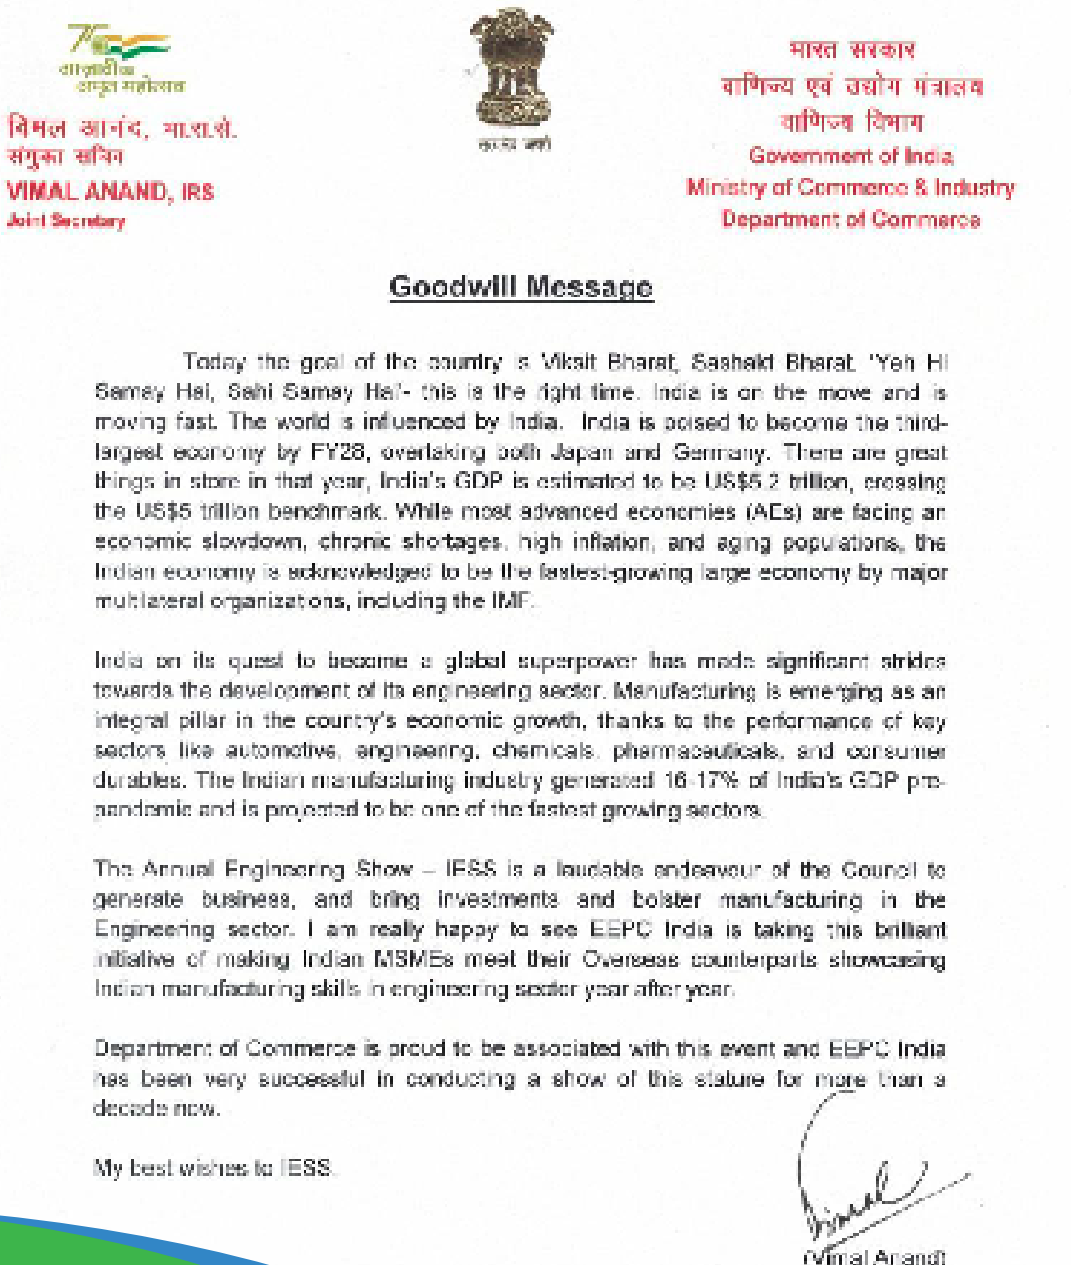 आज़ादी का
अमृत महोत्सव
विमल आनंद, भा.रा.से.
संयुक्त सचिव
VIMAL ANAND, IRS
Joint Secretary
सत्यमेव जयते
भारत सरकार
वाणिज्य एवं उद्योग मंत्रालय
वाणिज्य विभाग
Government of India
Ministry of Commerce & Industry
Department of Commerce
Goodwill Message
Today the goal of the country is Viksit Bharat, Sashakt Bharat. 'Yeh Hi
Samay Hai, Sahi Samay Hai'- this is the right time. India is on the move and is
moving fast. The world is influenced by India. India is poised to become the third-
largest economy by FY28, overtaking both Japan and Germany. There are great
things in store in that year, India's GDP is estimated to be US$5.2 trillion, crossing
the US$5 trillion benchmark. While most advanced economies (AEs) are facing an
economic slowdown, chronic shortages, high inflation, and aging populations, the
Indian economy is acknowledged to be the fastest-growing large economy by major
multilateral organizations, including the IMF.
India on its quest to become a global superpower has made significant strides
towards the development of its engineering sector. Manufacturing is emerging as an
integral pillar in the country's economic growth, thanks to the performance of key
sectors like automotive, engineering, chemicals, pharmaceuticals, and consumer
durables. The Indian manufacturing industry generated 16-17% of India's GDP pre-
pandemic and is projected to be one of the fastest growing sectors.
The Annual Engineering Show – IESS is a laudable endeavour of the Council to
generate business, and bring investments and bolster manufacturing in the
Engineering sector. I am really happy to see EEPC India is taking this brilliant
initiative of making Indian MSMEs meet their Overseas counterparts showcasing
Indian manufacturing skills in engineering sector year after year.
Department of Commerce is proud to be associated with this event and EEPC India
has been very successful in conducting a show of this stature for more than a
decade now.
My best wishes to IESS.
Vimal
(Vimal Anand)